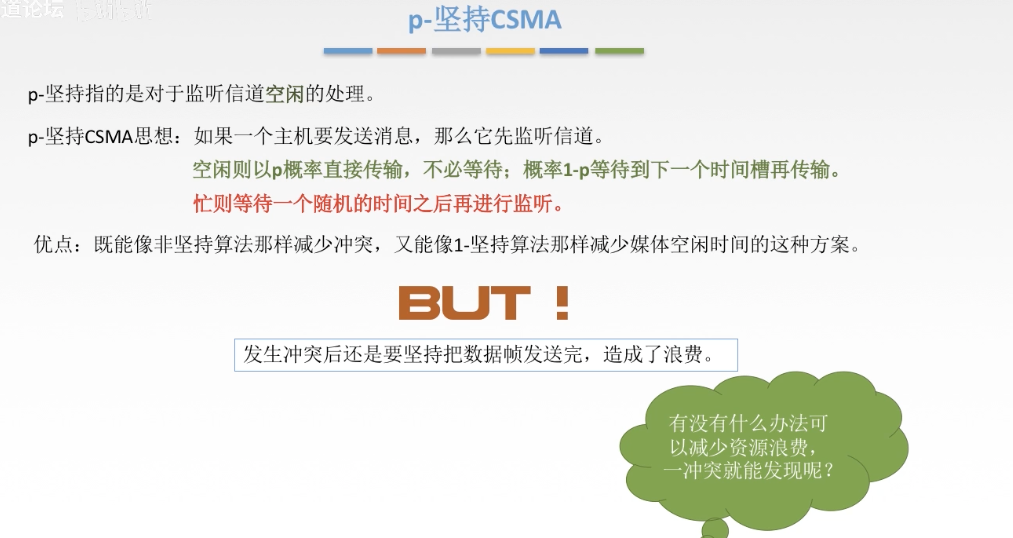 道论坛
p-坚持CSMA
p-坚持指的是对于监听信道空闲的处理。
p-坚持CSMA思想：如果一个主机要发送消息，那么它先监听信道。
空闲则以p概率直接传输，不必等待；概率1-p等待到下一个时间槽再传输。
忙则等待一个随机的时间之后再进行监听。
优点：既能像非坚持算法那样减少冲突，又能像1-坚持算法那样减少媒体空闲时间的这种方案。
BUT！
发生冲突后还是要坚持把数据帧发送完，造成了浪费。
有没有什么办法可
以减少资源浪费，
一冲突就能发现呢？